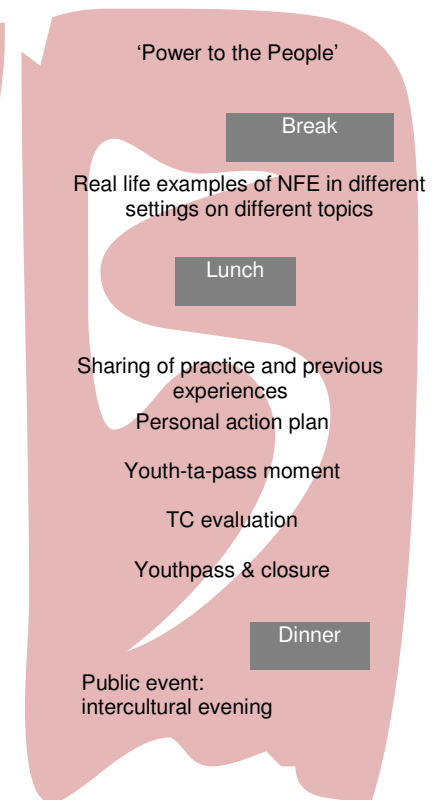 ‘Power to the People’
Break
Real life examples of NFE in different
settings on different topics
Lunch
Sharing of practice and previous
experiences
Personal action plan
Youth-ta-pass moment
TC evaluation
Youthpass & closure
Dinner
Public event:
intercultural evening